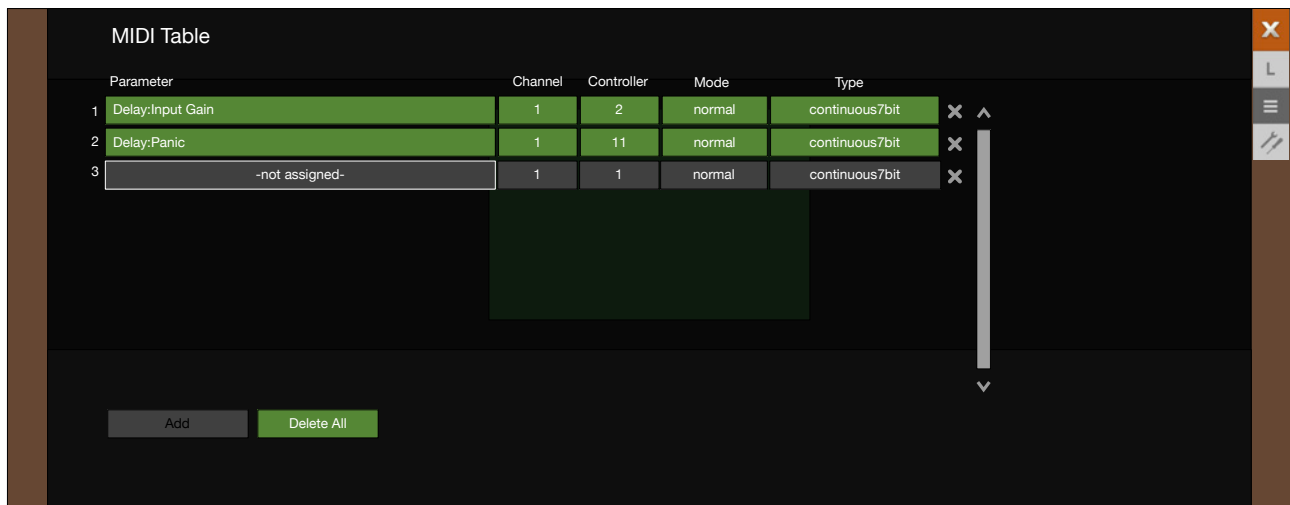 MIDI Table
Parameter Channel Controller Mode Type
1 Delay:Input Gain 1 2 normal continuous7bit
2 Delay:Panic 1 11 normal continuous7bit
3 -not assigned- 1 1 normal continuous7bit
Add Delete All
X
L